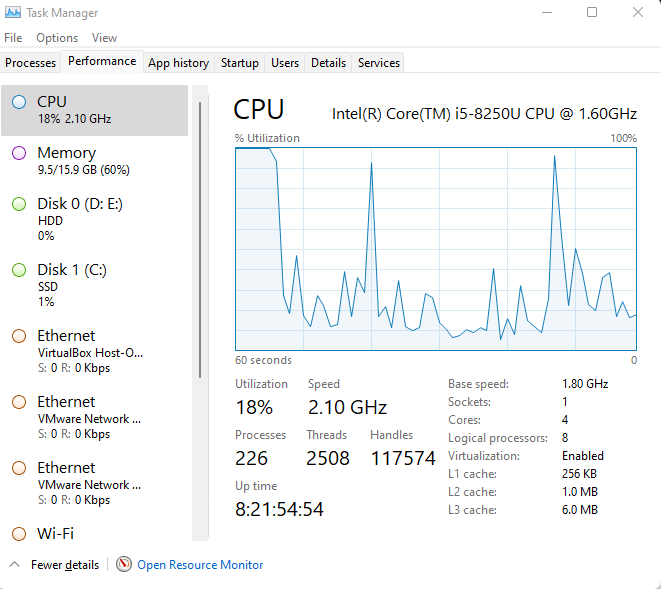 Task Manager
File Options View
Processes Performance App history Startup Users Details Services
CPU
18% 2.10 GHz
Memory
9.5/15.9 GB (60%)
Disk 0 (D: E:)
HDD
0%
Disk 1 (C:)
SSD
1%
Ethernet
VirtualBox Host-O...
S: 0 R: 0 Kbps
Ethernet
VMware Network ...
S: 0 R: 0 Kbps
Ethernet
VMware Network ...
S: 0 R: 0 Kbps
Wi-Fi
CPU Intel(R) Core(TM) i5-8250U CPU @ 1.60GHz
% Utilization 100%
60 seconds 0
Utilization Speed
18% 2.10 GHz
Processes Threads Handles
226 2508 117574
Up time
8:21:54:54
Base speed: 1.80 GHz
Sockets: 1
Cores: 4
Logical processors: 8
Virtualization: Enabled
L1 cache: 256 KB
L2 cache: 1.0 MB
L3 cache: 6.0 MB
Fewer details Open Resource Monitor